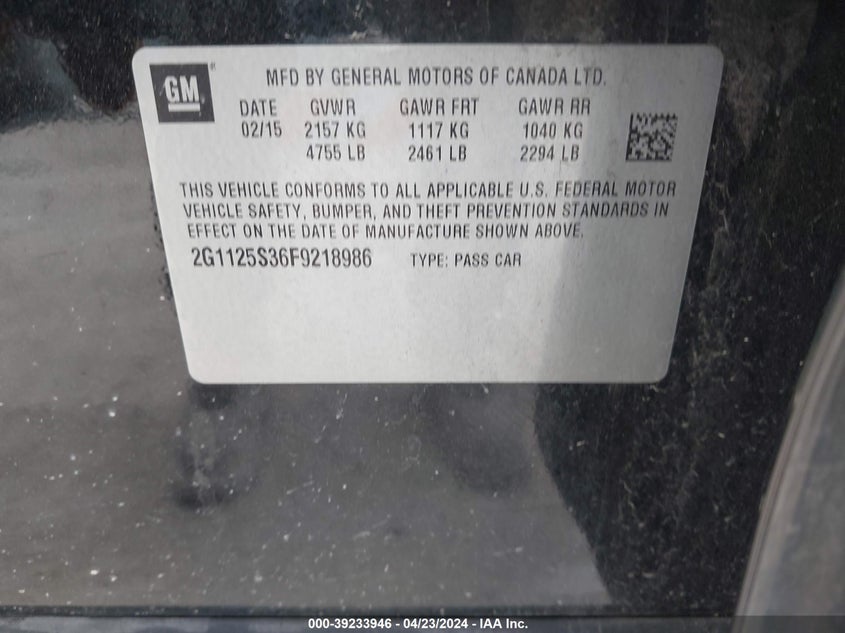 GM
MFD BY GENERAL MOTORS OF CANADA LTD.
DATE GVWR GAWR FRT GAWR RR
02/15 2157 KG 1117 KG 1040 KG
4755 LB 2461 LB 2294 LB
THIS VEHICLE CONFORMS TO ALL APPLICABLE U.S. FEDERAL MOTOR
VEHICLE SAFETY, BUMPER, AND THEFT PREVENTION STANDARDS IN
EFFECT ON THE DATE OF MANUFACTURE SHOWN ABOVE.
2G1125S36F9218986 TYPE: PASS CAR
000-39233946 - 04/23/2024 - IAA Inc.